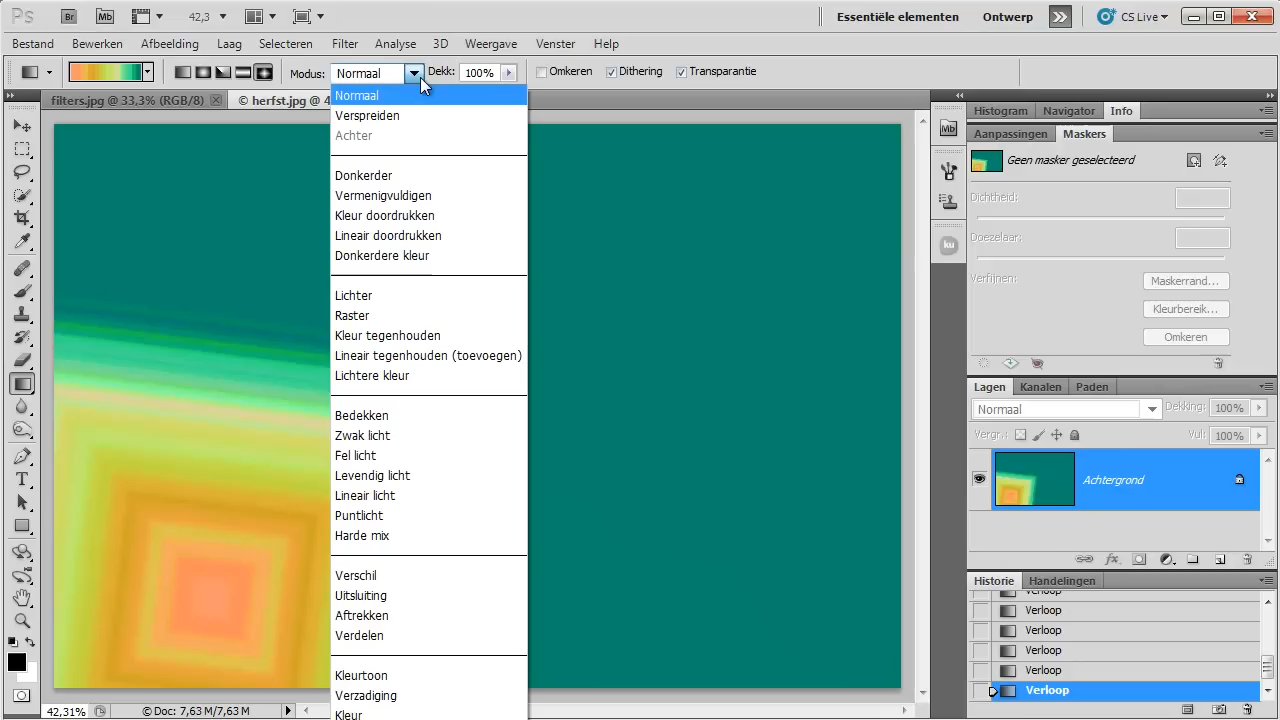 Ps Br Mb 42,3 Essentiële elementen Ontwerp CS Live
Bestand Bewerken Afbeelding Laag Selecteren Filter Analyse 3D Weergave Venster Help
Modus: Normaal Dekk: 100% Omkeren Dithering Transparantie
filters.jpg @ 33,3% (RGB/8) © herfst.jpg @ 4
Normaal
Verspreiden
Achter
Donkerder
Vermenigvuldigen
Kleur doordrukken
Lineair doordrukken
Donkerdere kleur
Lichter
Raster
Kleur tegenhouden
Lineair tegenhouden (toevoegen)
Lichtere kleur
Bedekken
Zwak licht
Fel licht
Levendig licht
Lineair licht
Puntlicht
Harde mix
Verschil
Uitsluiting
Aftrekken
Verdelen
Kleurtoon
Verzadiging
Kleur
Histogram Navigator Info
Mb
Aanpassingen Maskers
Geen masker geselecteerd
Dichtheid:
Doezelaar:
ku
Verfijnen: Maskerrand...
Kleurbereik...
Omkeren
Lagen Kanalen Paden
Normaal Dekking: 100%
Vergr.: Vul: 100%
Achtergrond
fx
Historie Handelingen
Verloop
Verloop
Verloop
Verloop
Verloop
T
42,31% © Doc: 7,63 M/7,63 M